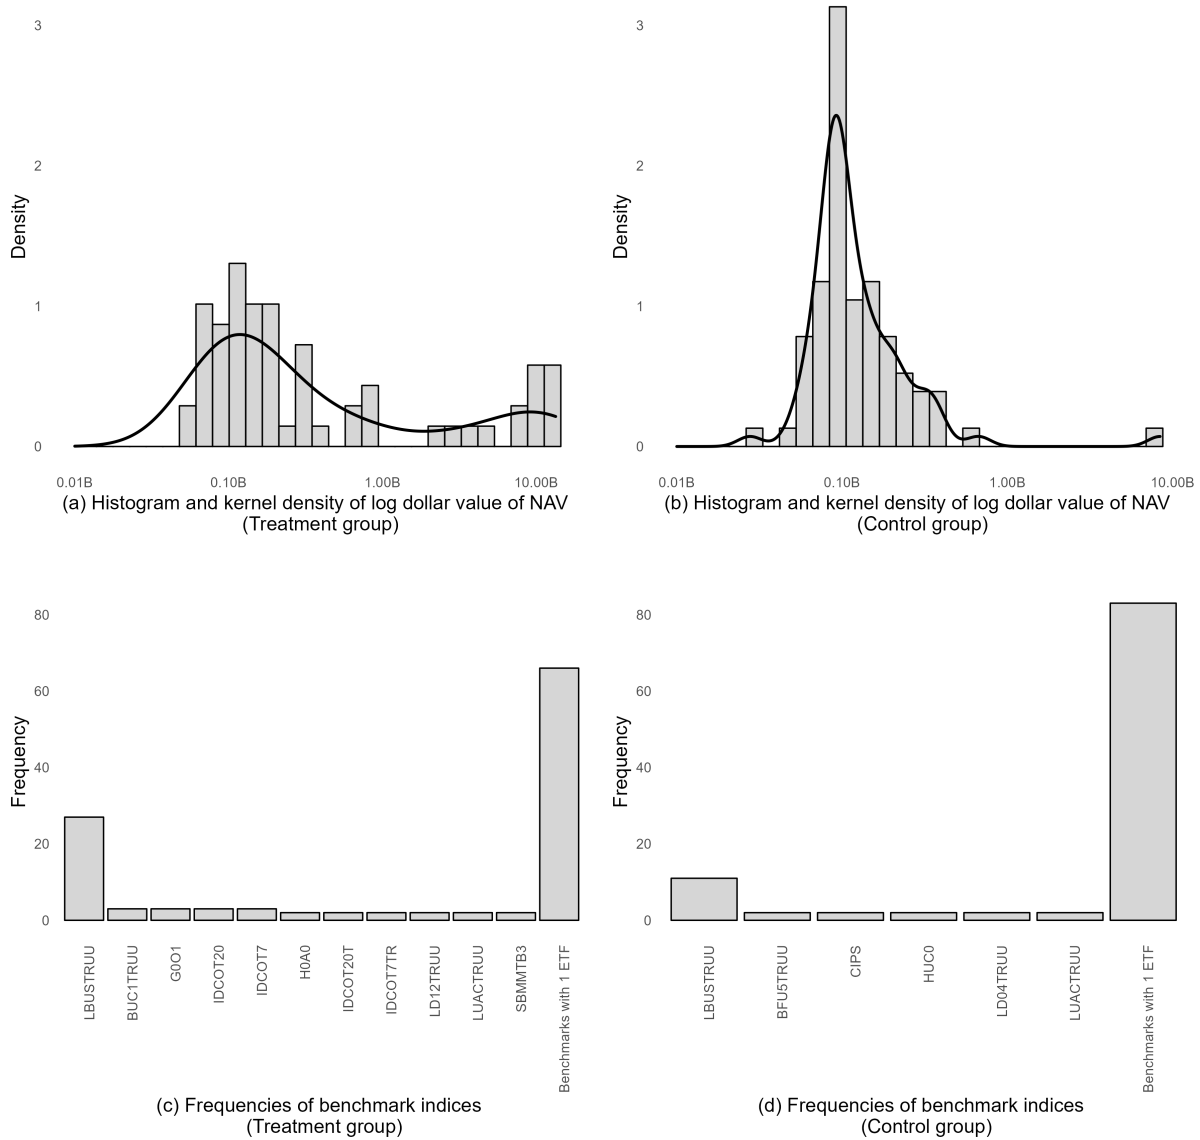 3
2
1
0
Density
0.01B 0.10B 1.00B 10.00B
(a) Histogram and kernel density of log dollar value of NAV
(Treatment group)
3
2
1
0
Density
0.01B 0.10B 1.00B 10.00B
(b) Histogram and kernel density of log dollar value of NAV
(Control group)
80
60
40
20
0
Frequency
LBUSTRUU
BUC1TRUU
G0O1
IDCOT20
IDCOT7
H0A0
IDCOT20T
IDCOT7TR
LD12TRUU
LUACTRUU
SBMMTB3
Benchmarks with 1 ETF
(c) Frequencies of benchmark indices
(Treatment group)
80
60
40
20
0
Frequency
LBUSTRUU
BFU5TRUU
CIPS
HUC0
LD04TRUU
LUACTRUU
Benchmarks with 1 ETF
(d) Frequencies of benchmark indices
(Control group)